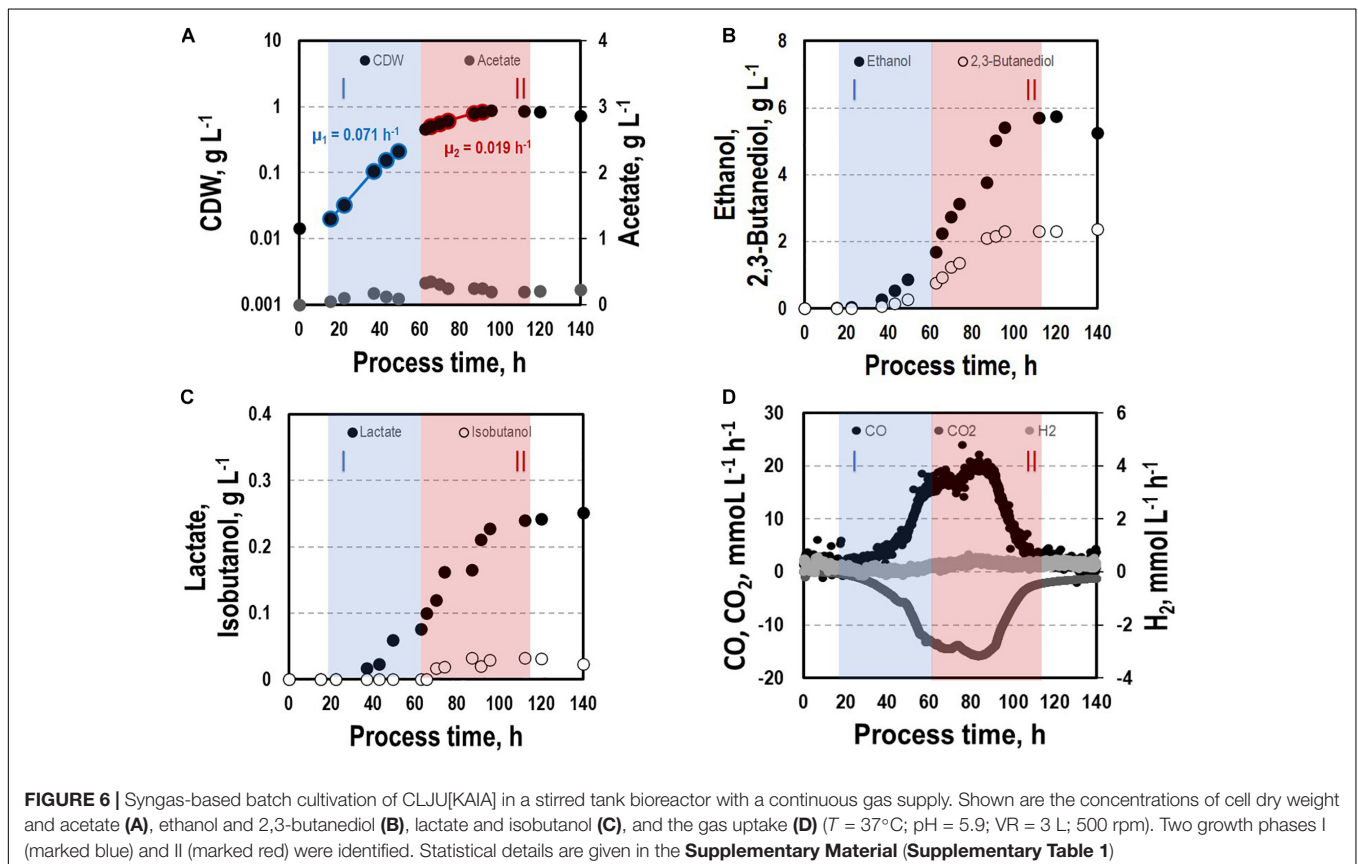 A
CDW, g L-1
10
1
0.1
0.01
0.001
CDW
Acetate
I
II
μ1 = 0.071 h-1
μ2 = 0.019 h-1
4
3
2
1
0
Acetate, g L-1
0 20 40 60 80 100 120 140
Process time, h
B
Ethanol,
2,3-Butanediol, g L-1
8
6
4
2
0
Ethanol
2,3-Butanediol
I
II
0 20 40 60 80 100 120 140
Process time, h
C
Lactate,
Isobutanol, g L-1
0.4
0.3
0.2
0.1
0
Lactate
Isobutanol
I
II
0 20 40 60 80 100 120 140
Process time, h
D
CO, CO2, mmoL L-1 h-1
30
20
10
0
-10
-20
CO
CO2
H2
I
II
6
4
2
0
-2
-4
H2, mmoL L-1 h-1
0 20 40 60 80 100 120 140
Process time, h
FIGURE 6 | Syngas-based batch cultivation of CLJU[KAIA] in a stirred tank bioreactor with a continuous gas supply. Shown are the concentrations of cell dry weight
and acetate (A), ethanol and 2,3-butanediol (B), lactate and isobutanol (C), and the gas uptake (D) (T = 37°C; pH = 5.9; VR = 3 L; 500 rpm). Two growth phases I
(marked blue) and II (marked red) were identified. Statistical details are given in the Supplementary Material (Supplementary Table 1)